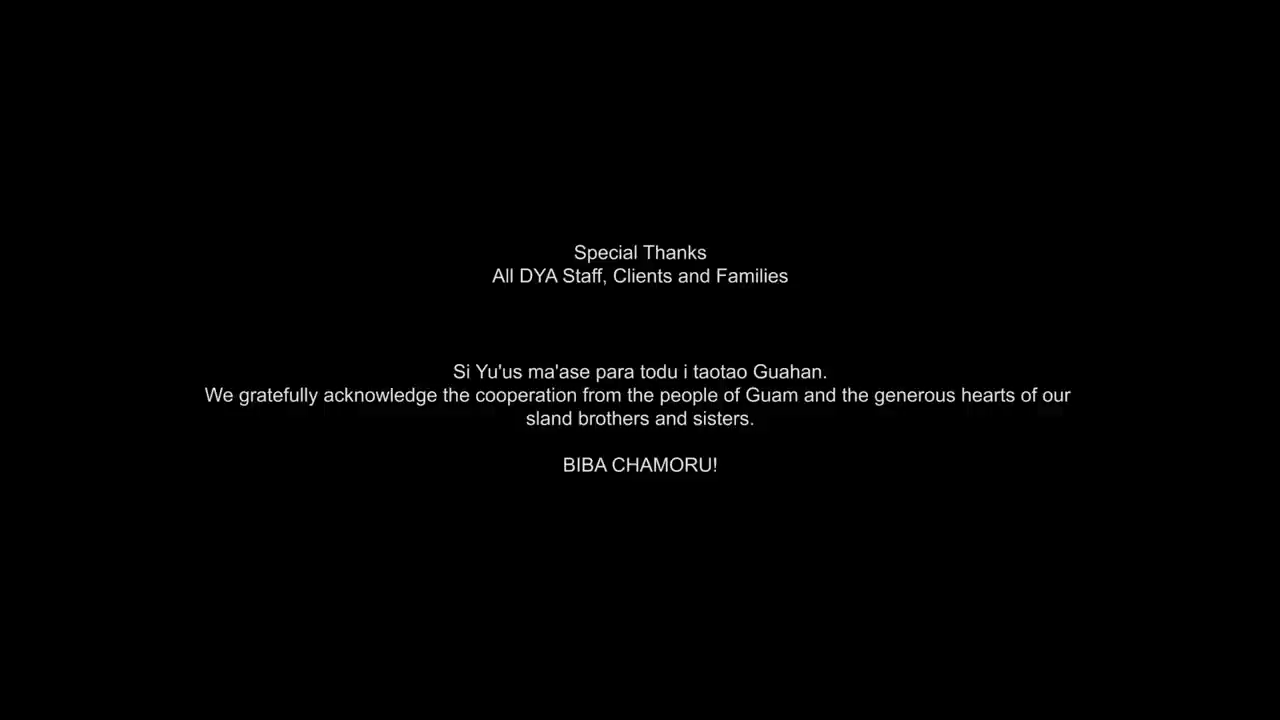 Special Thanks
All DYA Staff, Clients and Families
Si Yu'us ma'ase para todu i taotao Guahan.
We gratefully acknowledge the cooperation from the people of Guam and the generous hearts of our
sland brothers and sisters.
BIBA CHAMORU!